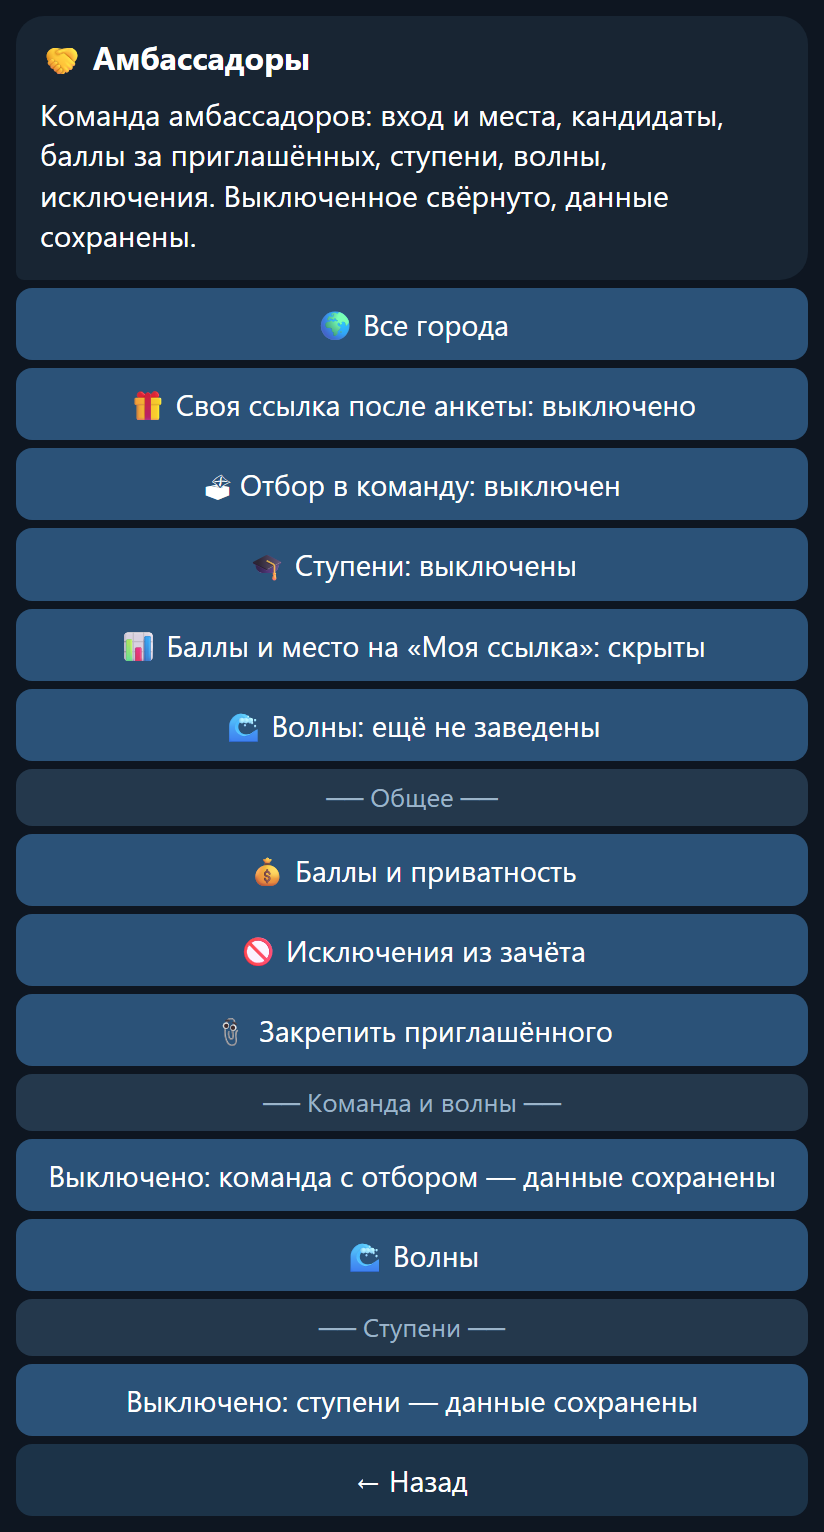 🤝 Амбассадоры
Команда амбассадоров: вход и места, кандидаты,
баллы за приглашённых, ступени, волны,
исключения. Выключенное свёрнуто, данные
сохранены.
🌍 Все города
🎁 Своя ссылка после анкеты: выключено
🗳 Отбор в команду: выключен
🎓 Ступени: выключены
📊 Баллы и место на «Моя ссылка»: скрыты
🌊 Волны: ещё не заведены
── Общее ──
💰 Баллы и приватность
🚫 Исключения из зачёта
📎 Закрепить приглашённого
── Команда и волны ──
Выключено: команда с отбором — данные сохранены
🌊 Волны
── Ступени ──
Выключено: ступени — данные сохранены
← Назад